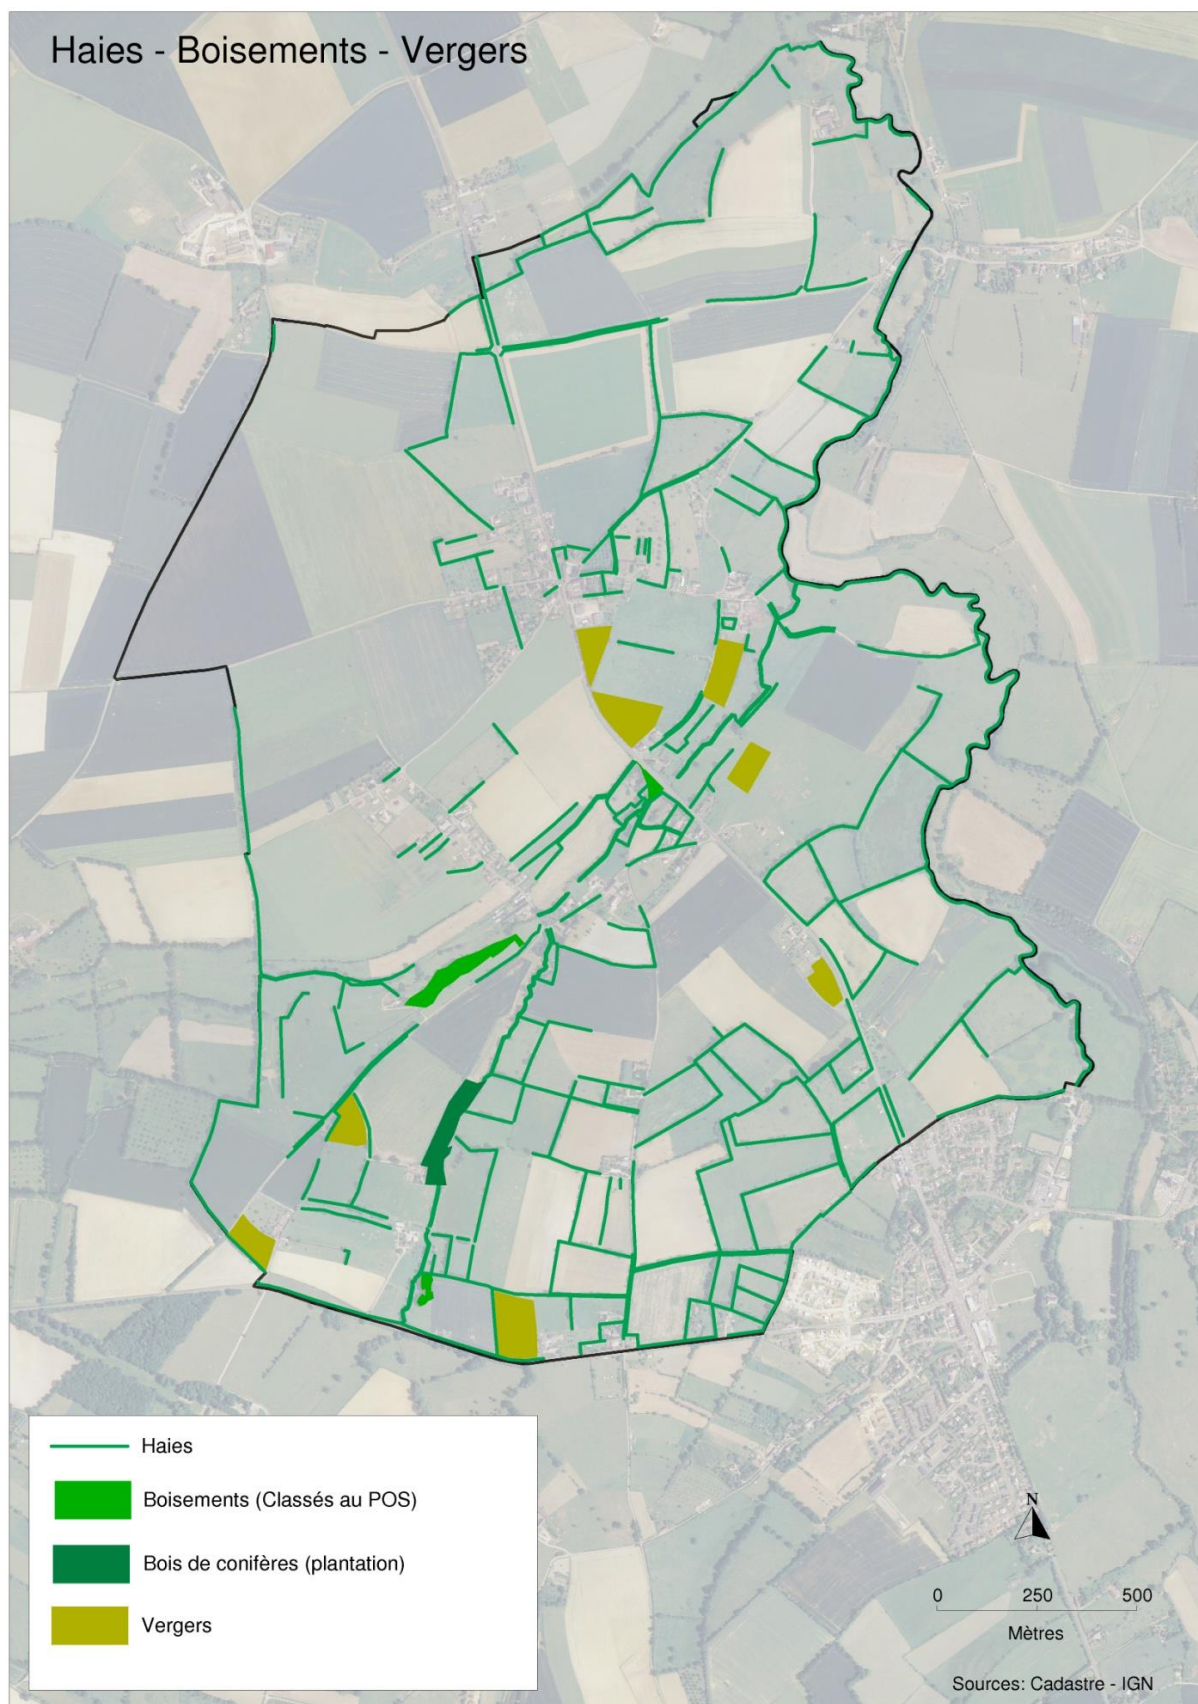 Haies - Boisements - Vergers
Haies
Boisements (Classés au POS)
Bois de conifères (plantation)
Vergers
N
0 250 500
Mètres
Sources: Cadastre - IGN